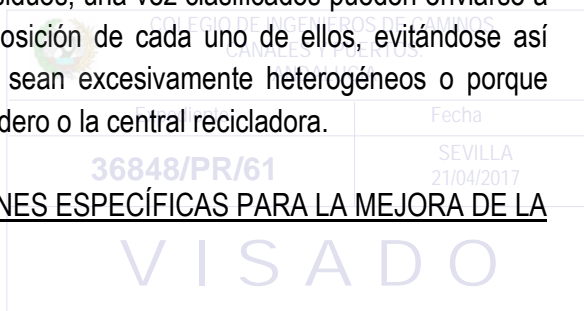 siduos, una vez clasificados pueden enviarse a
COLEGIO DE INGENIEROS DE CAMINOS,
posición de cada uno de ellos, evitándose así
CANALES Y PUERTOS.
ANDALUCÍA
sean excesivamente heterogéneos o porque
Expediente Fecha
dero o la central recicladora.
36848/PR/61 SEVILLA
21/04/2017
NES ESPECÍFICAS PARA LA MEJORA DE LA
VISADO